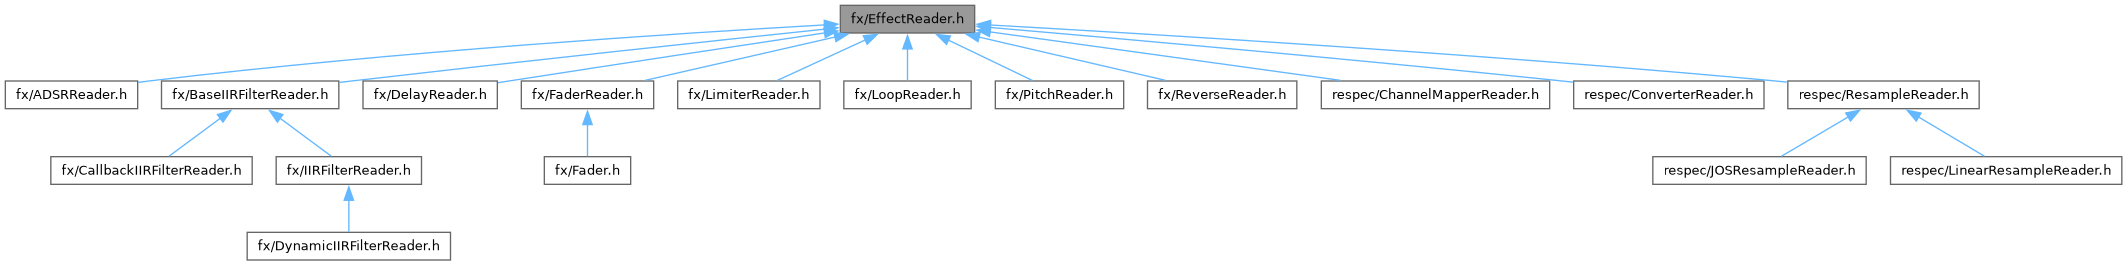 fx/EffectReader.h
fx/ADSRReader.h
fx/BaseIIRFilterReader.h
fx/DelayReader.h
fx/FaderReader.h
fx/LimiterReader.h
fx/LoopReader.h
fx/PitchReader.h
fx/ReverseReader.h
respec/ChannelMapperReader.h
respec/ConverterReader.h
respec/ResampleReader.h
fx/CallbackIIRFilterReader.h
fx/IIRFilterReader.h
fx/Fader.h
respec/JOSResampleReader.h
respec/LinearResampleReader.h
fx/DynamicIIRFilterReader.h